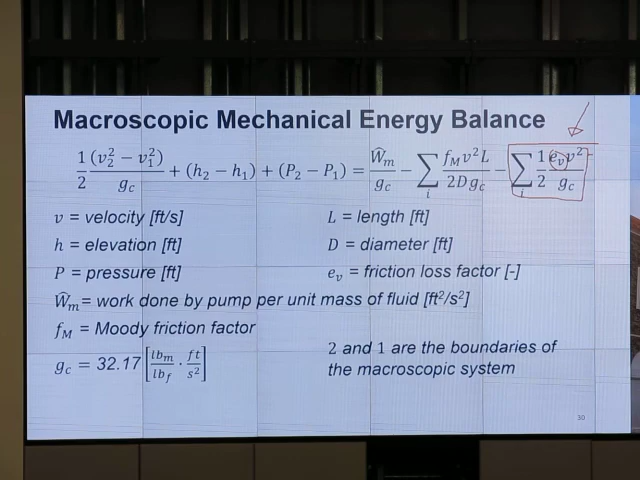 Macroscopic Mechanical Energy Balance
1/2 (v₂² − v₁²)/g_c + (h₂ − h₁) + (P₂ − P₁) = Ŵ_m/g_c − ∑_i f_M v² L/2D g_c − ∑_i 1/2 e_v v²/g_c
v = velocity [ft/s]
L = length [ft]
h = elevation [ft]
D = diameter [ft]
P = pressure [ft]
e_v = friction loss factor [-]
Ŵ_m = work done by pump per unit mass of fluid [ft²/s²]
f_M = Moody friction factor
g_c = 32.17 [lb_m/lb_f · ft/s²]
2 and 1 are the boundaries of
the macroscopic system
30